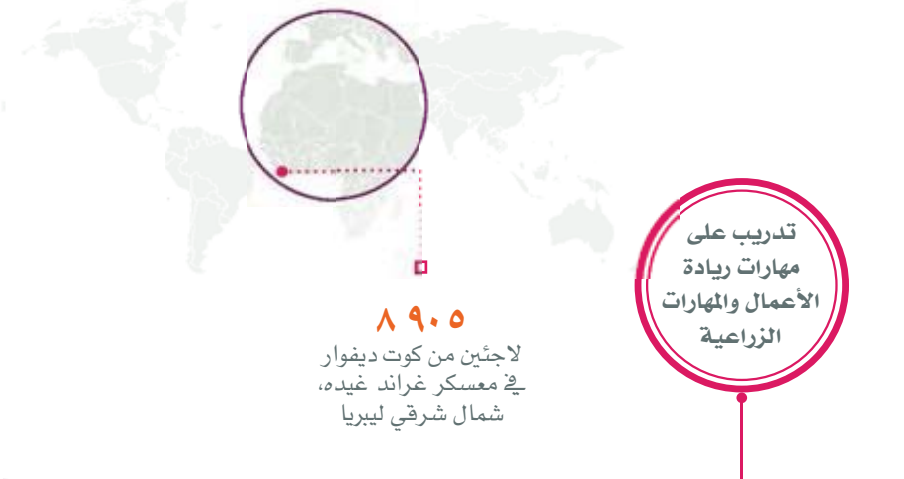 تدريب على
مهارات ريادة
الأعمال والمهارات
الزراعية
٨ ٩٠٥
لاجئين من كوت ديفوار
في معسكر غراند غيده،
شمال شرقي ليبريا